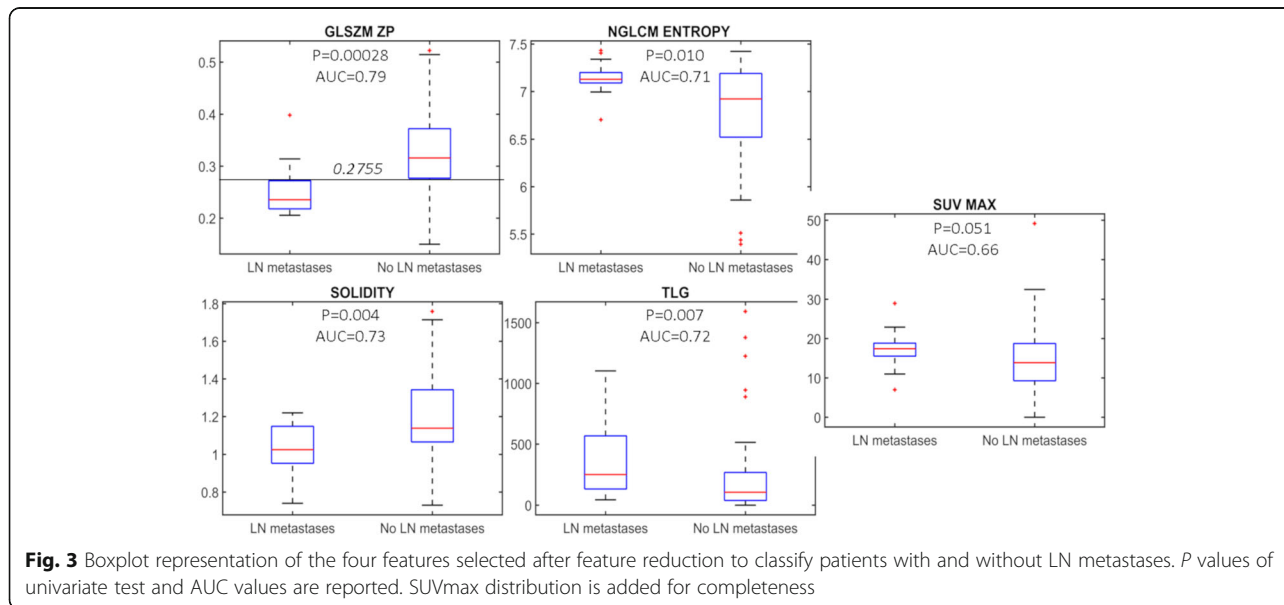 GLSZM ZP
P=0.00028
AUC=0.79
0.5
0.4
0.3
0.2
0.2755
LN metastases No LN metastases
NGLCM ENTROPY
P=0.010
AUC=0.71
7.5
7
6.5
6
5.5
LN metastases No LN metastases
SUV MAX
P=0.051
AUC=0.66
50
40
30
20
10
0
LN metastases No LN metastases
SOLIDITY
P=0.004
AUC=0.73
1.8
1.6
1.4
1.2
1
0.8
LN metastases No LN metastases
TLG
P=0.007
AUC=0.72
1500
1000
500
0
LN metastases No LN metastases
Fig. 3 Boxplot representation of the four features selected after feature reduction to classify patients with and without LN metastases. P values of
univariate test and AUC values are reported. SUVmax distribution is added for completeness